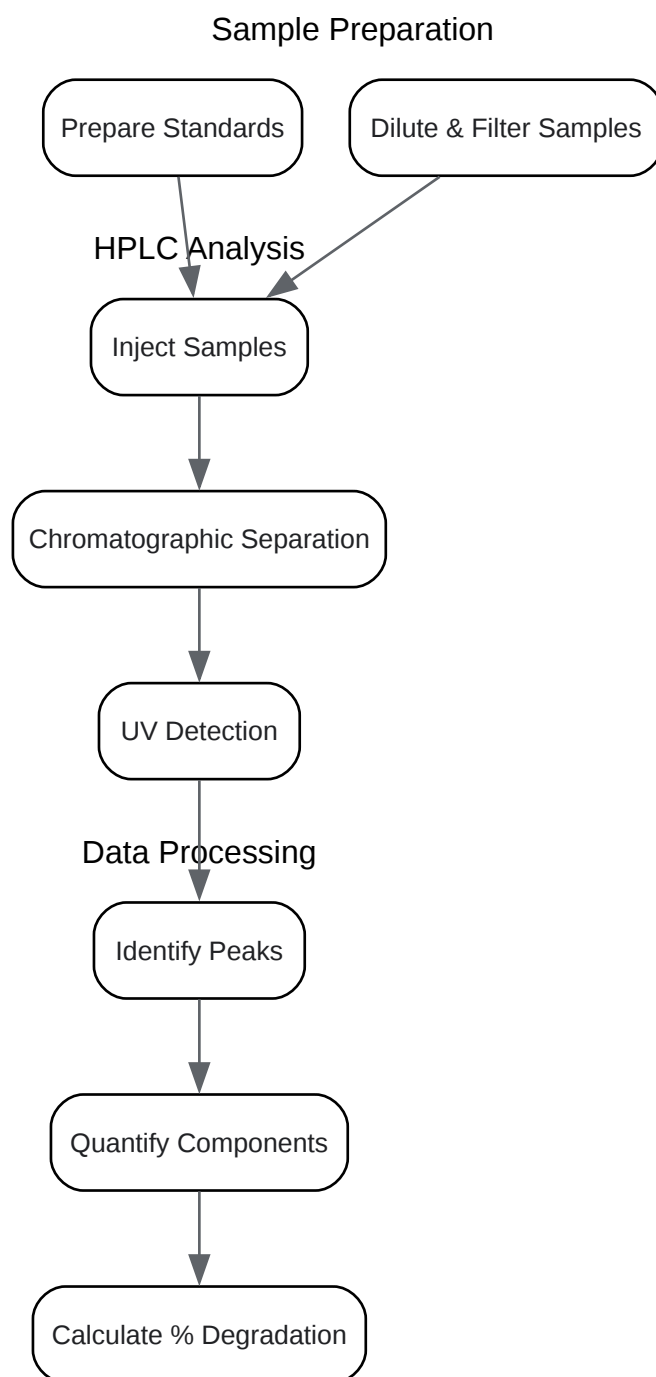 Sample Preparation
Prepare Standards
Dilute & Filter Samples
HPLC Analysis
Inject Samples
Chromatographic Separation
UV Detection
Data Processing
Identify Peaks
Quantify Components
Calculate % Degradation